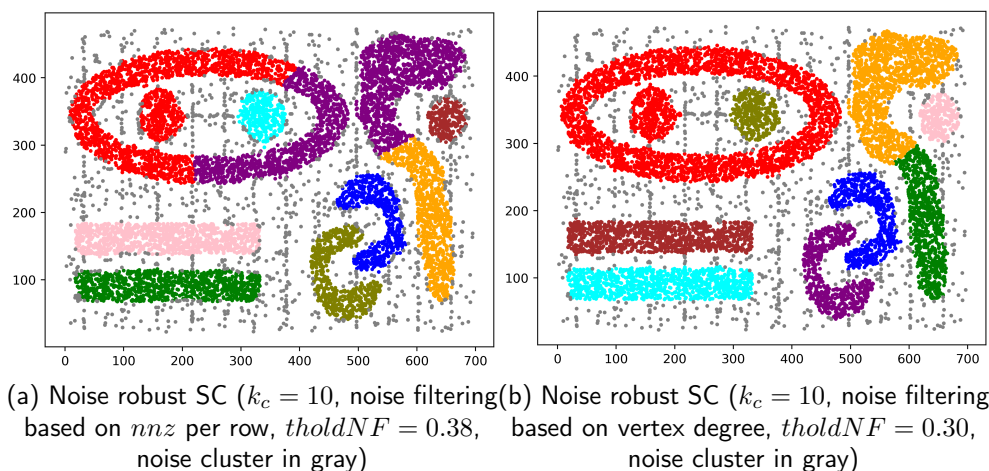 400
300
200
100
0 100 200 300 400 500 600 700
400
300
200
100
0 100 200 300 400 500 600 700
(a) Noise robust SC (k_c = 10, noise filtering
based on nnz per row, tholdNF = 0.38,
noise cluster in gray)
(b) Noise robust SC (k_c = 10, noise filtering
based on vertex degree, tholdNF = 0.30,
noise cluster in gray)